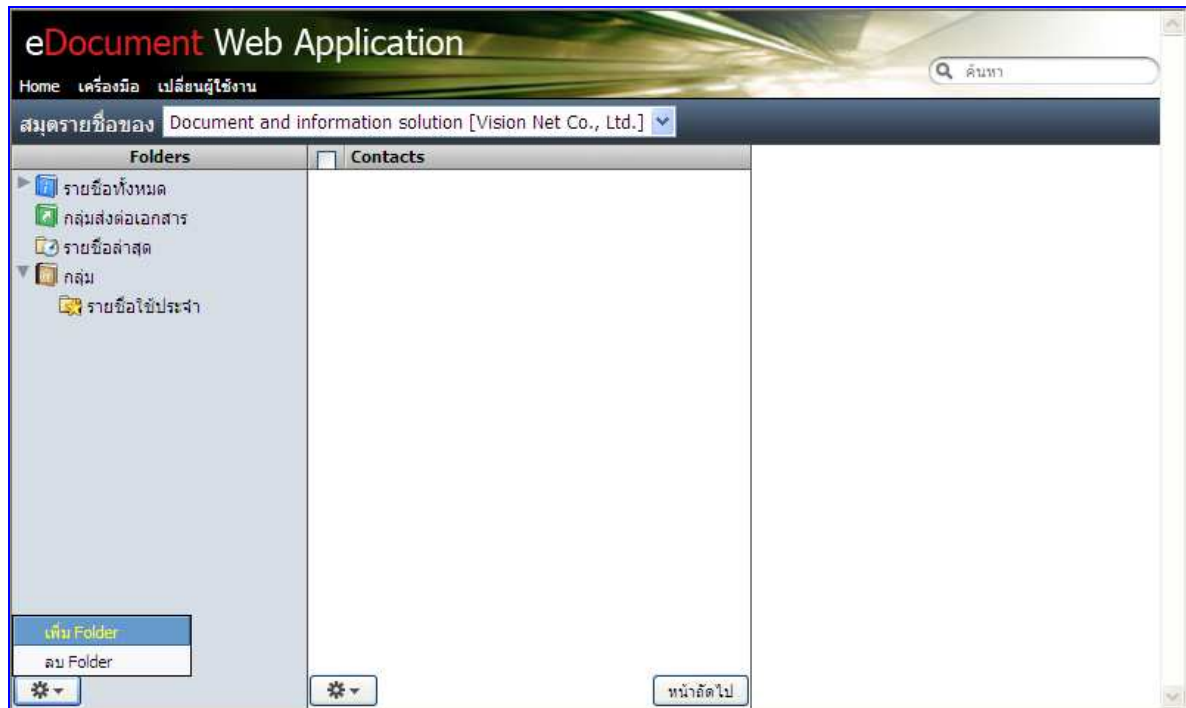 eDocument Web Application
ค้นหา
Home เครื่องมือ เปลี่ยนผู้ใช้งาน
สมุดรายชื่อของ Document and information solution [Vision Net Co., Ltd.]
Folders
Contacts
รายชื่อทั้งหมด
กลุ่มส่งต่อเอกสาร
รายชื่อล่าสุด
กลุ่ม
รายชื่อใช้ประจำ
เพิ่ม Folder
ลบ Folder
หน้าถัดไป